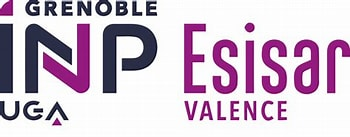 GRENOBLE
INP
UGA
Esisar
VALENCE